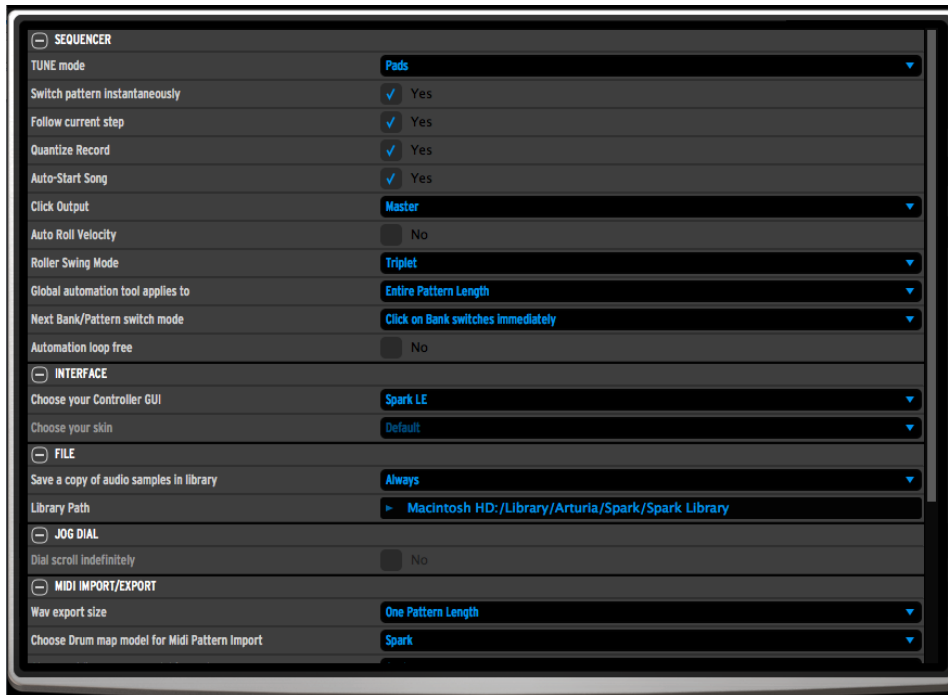 SEQUENCER
TUNE mode Pads
Switch pattern instantaneously Yes
Follow current step Yes
Quantize Record Yes
Auto-Start Song Yes
Click Output Master
Auto Roll Velocity No
Roller Swing Mode Triplet
Global automation tool applies to Entire Pattern Length
Next Bank/Pattern switch mode Click on Bank switches immediately
Automation loop free No
INTERFACE
Choose your Controller GUI Spark LE
Choose your skin Default
FILE
Save a copy of audio samples in library Always
Library Path Macintosh HD:/Library/Arturia/Spark/Spark Library
JOG DIAL
Dial scroll indefinitely No
MIDI IMPORT/EXPORT
Wav export size One Pattern Length
Choose Drum map model for Midi Pattern Import Spark